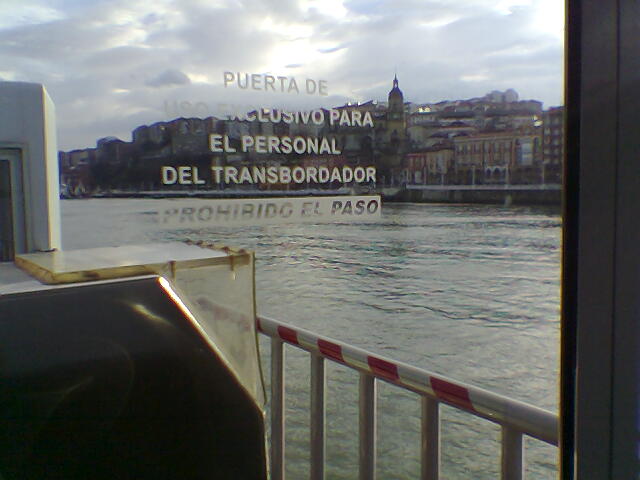 PUERTA DE
USO EXCLUSIVO PARA
EL PERSONAL
DEL TRANSBORDADOR
PROHIBIDO EL PASO